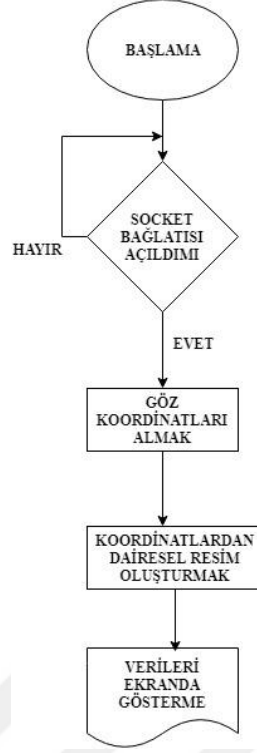 BAŞLAMA
SOCKET
BAĞLATISI
AÇILDIMI
HAYIR
EVET
GÖZ
KOORDİNATLARI
ALMAK
KOORDİNATLARDAN
DAİRESEL RESİM
OLUŞTURMAK
VERİLERİ
EKRANDA
GÖSTERME